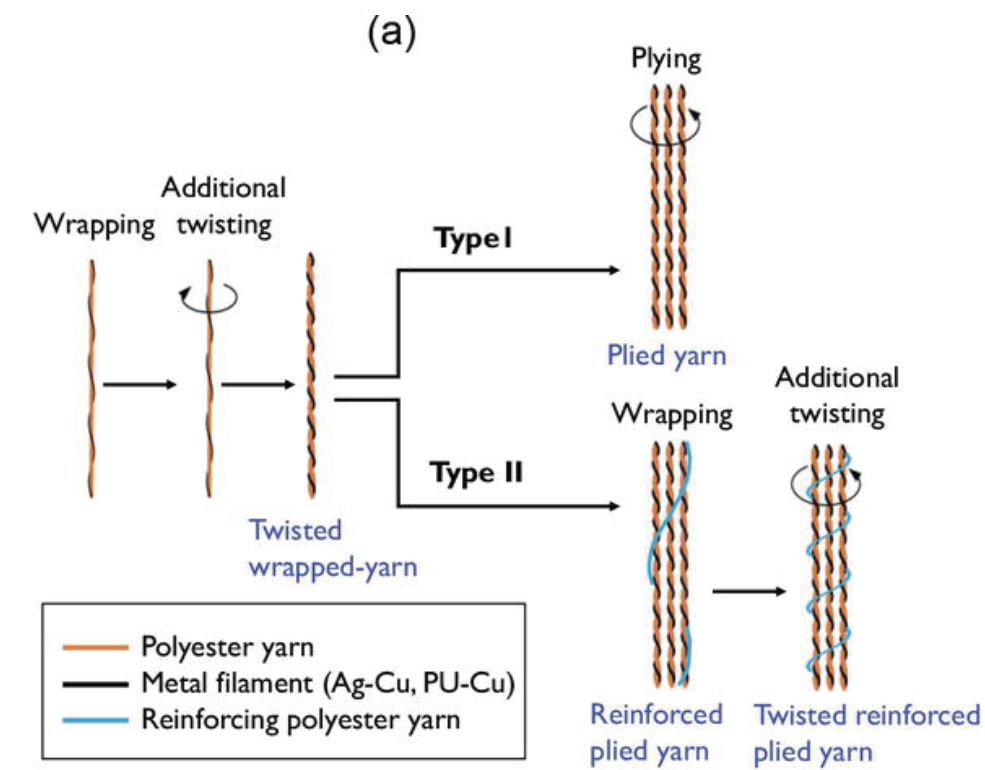 (a)
Plying
Additional
twisting
Wrapping
Type I
Plied yarn
Additional
twisting
Wrapping
Type II
Twisted
wrapped-yarn
Polyester yarn
Metal filament (Ag-Cu, PU-Cu)
Reinforcing polyester yarn
Reinforced
plied yarn
Twisted reinforced
plied yarn